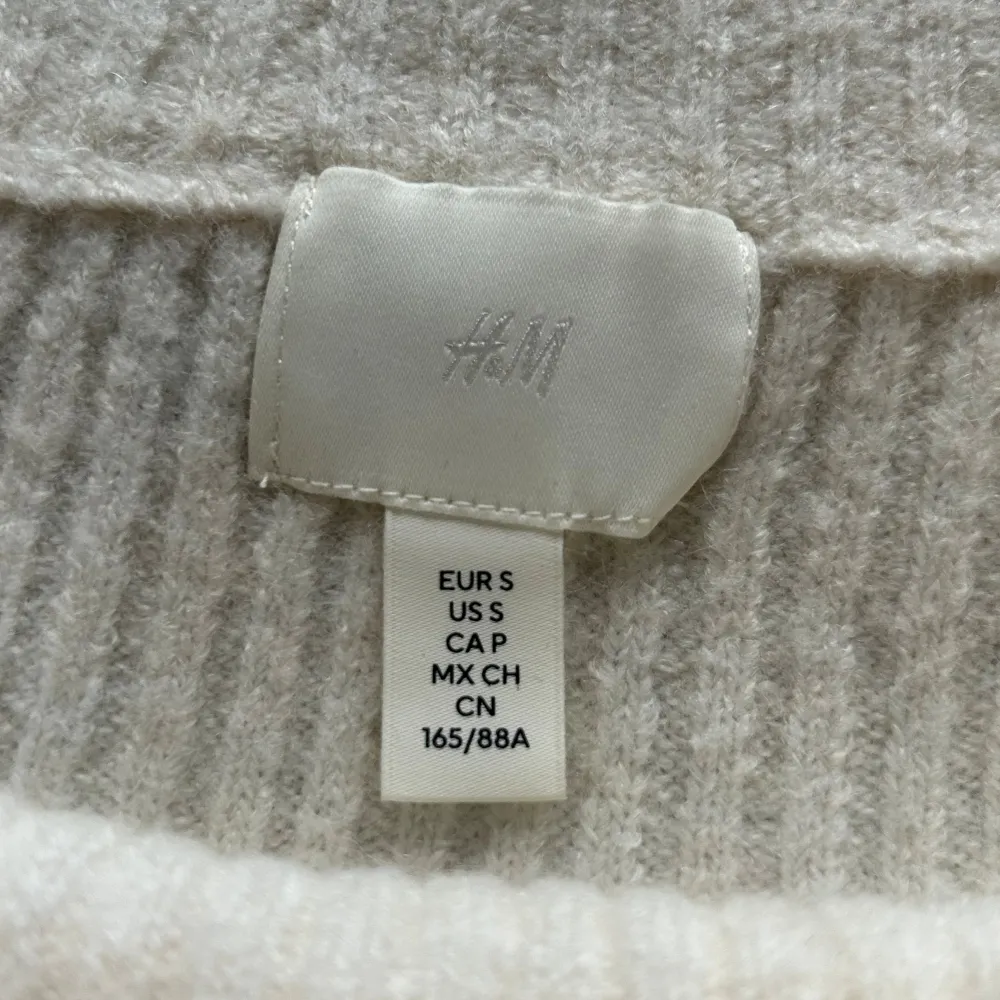 H&M
EUR S
US S
CA P
MX CH
CN
165/88A